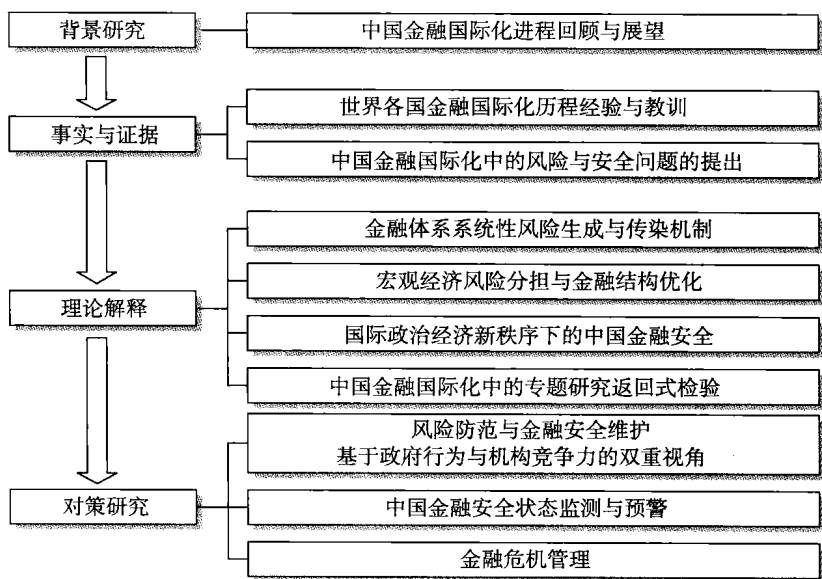 背景研究
中国金融国际化进程回顾与展望
事实与证据
世界各国金融国际化历程经验与教训
中国金融国际化中的风险与安全问题的提出
理论解释
金融体系系统性风险生成与传染机制
宏观经济风险分担与金融结构优化
国际政治经济新秩序下的中国金融安全
中国金融国际化中的专题研究返回式检验
对策研究
风险防范与金融安全维护
基于政府行为与机构竞争力的双重视角
中国金融安全状态监测与预警
金融危机管理